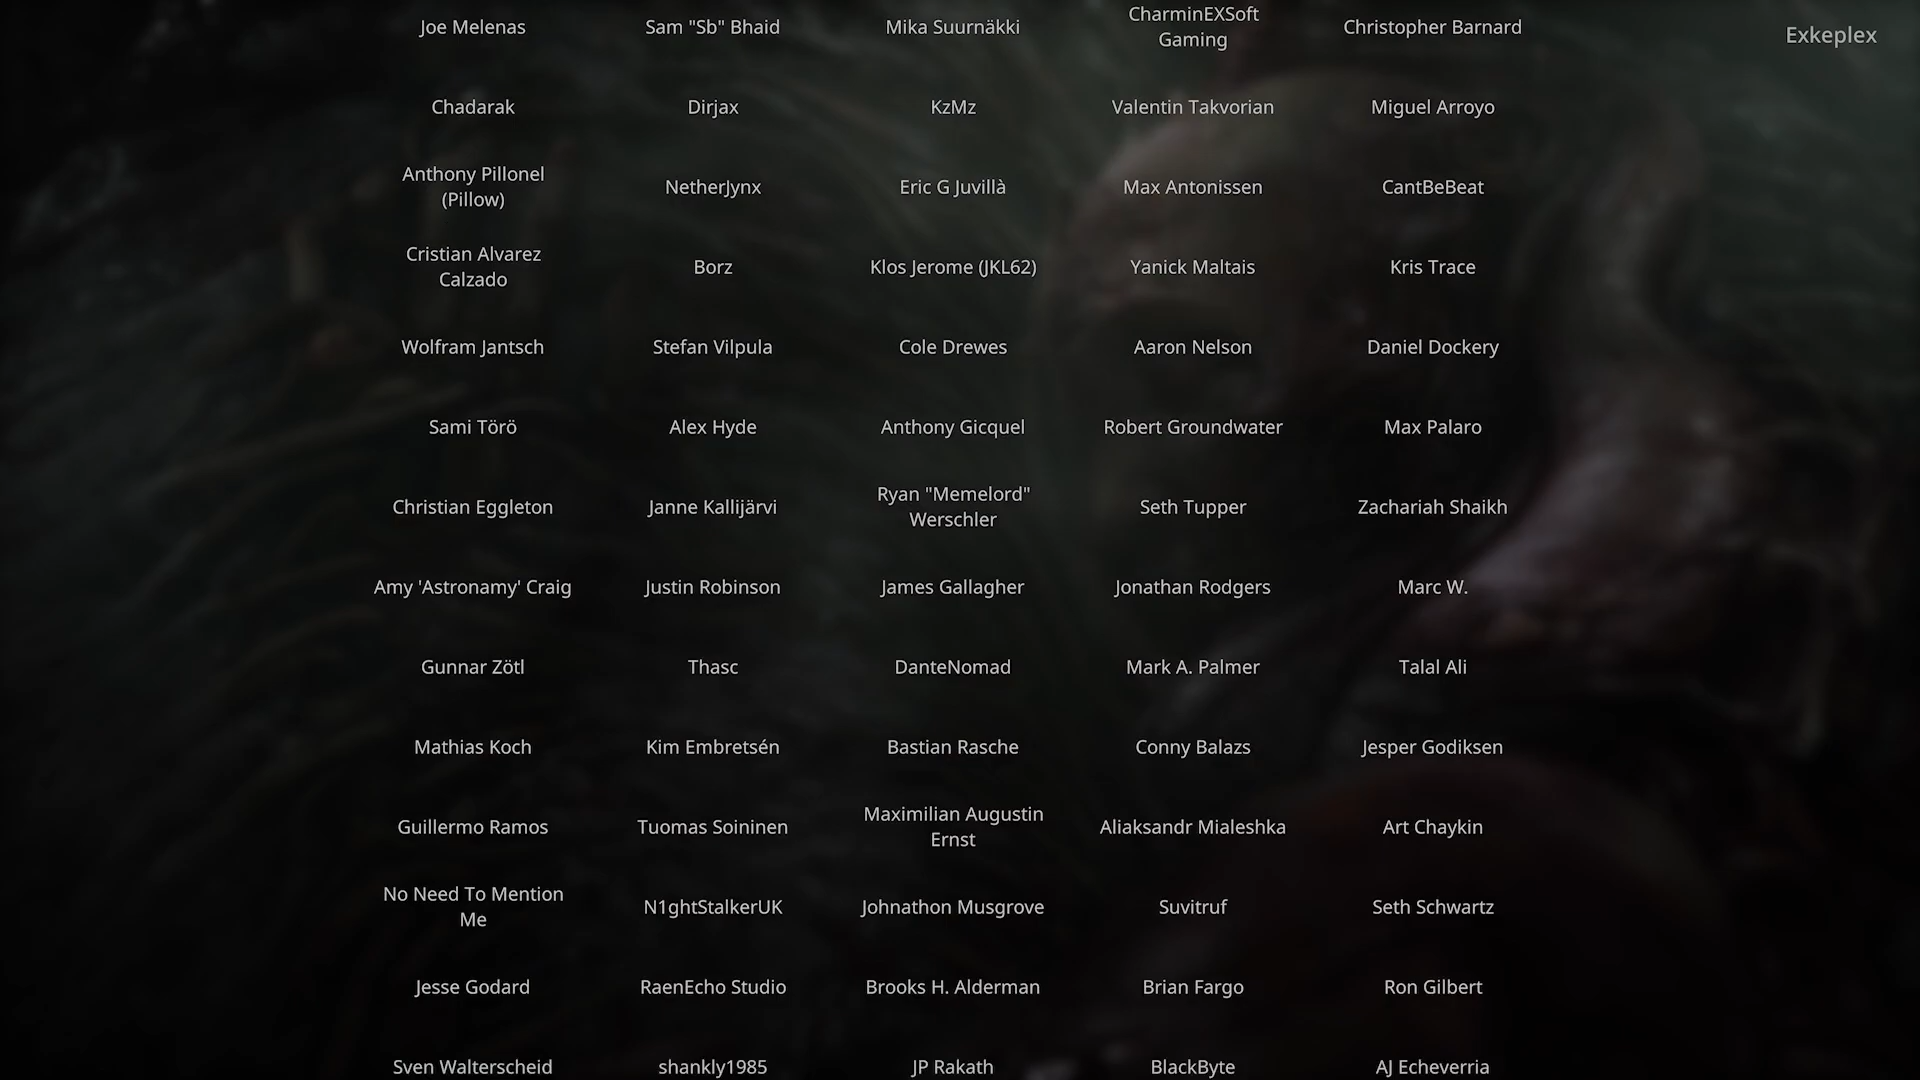 Joe Melenas
Sam "Sb" Bhaid
Mika Suurnäkki
CharminEXSoft
Gaming
Christopher Barnard
Exkeplex
Chadarak
Dirjax
KzMz
Valentin Takvorian
Miguel Arroyo
Anthony Pillonel
(Pillow)
NetherJynx
Eric G Juvillà
Max Antonissen
CantBeBeat
Cristian Alvarez
Calzado
Borz
Klos Jerome (JKL62)
Yanick Maltais
Kris Trace
Wolfram Jantsch
Stefan Vilpula
Cole Drewes
Aaron Nelson
Daniel Dockery
Sami Törö
Alex Hyde
Anthony Gicquel
Robert Groundwater
Max Palaro
Christian Eggleton
Janne Kallijärvi
Ryan "Memelord"
Werschler
Seth Tupper
Zachariah Shaikh
Amy 'Astronamy' Craig
Justin Robinson
James Gallagher
Jonathan Rodgers
Marc W.
Gunnar Zötl
Thasc
DanteNomad
Mark A. Palmer
Talal Ali
Mathias Koch
Kim Embretsén
Bastian Rasche
Conny Balazs
Jesper Godiksen
Guillermo Ramos
Tuomas Soininen
Maximilian Augustin
Ernst
Aliaksandr Mialeshka
Art Chaykin
No Need To Mention
Me
N1ghtStalkerUK
Johnathon Musgrove
Suvitruf
Seth Schwartz
Jesse Godard
RaenEcho Studio
Brooks H. Alderman
Brian Fargo
Ron Gilbert
Sven Walterscheid
shankly1985
JP Rakath
BlackByte
AJ Echeverria